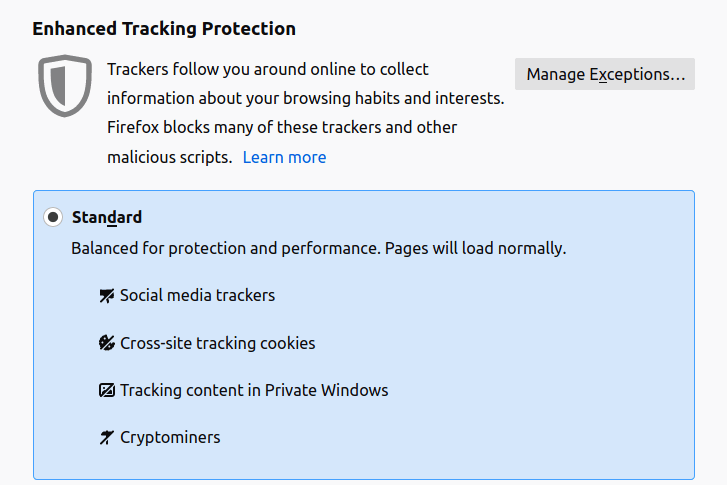 Enhanced Tracking Protection
Trackers follow you around online to collect
information about your browsing habits and interests.
Firefox blocks many of these trackers and other
malicious scripts. Learn more
Manage Exceptions…
Standard
Balanced for protection and performance. Pages will load normally.
Social media trackers
Cross-site tracking cookies
Tracking content in Private Windows
Cryptominers